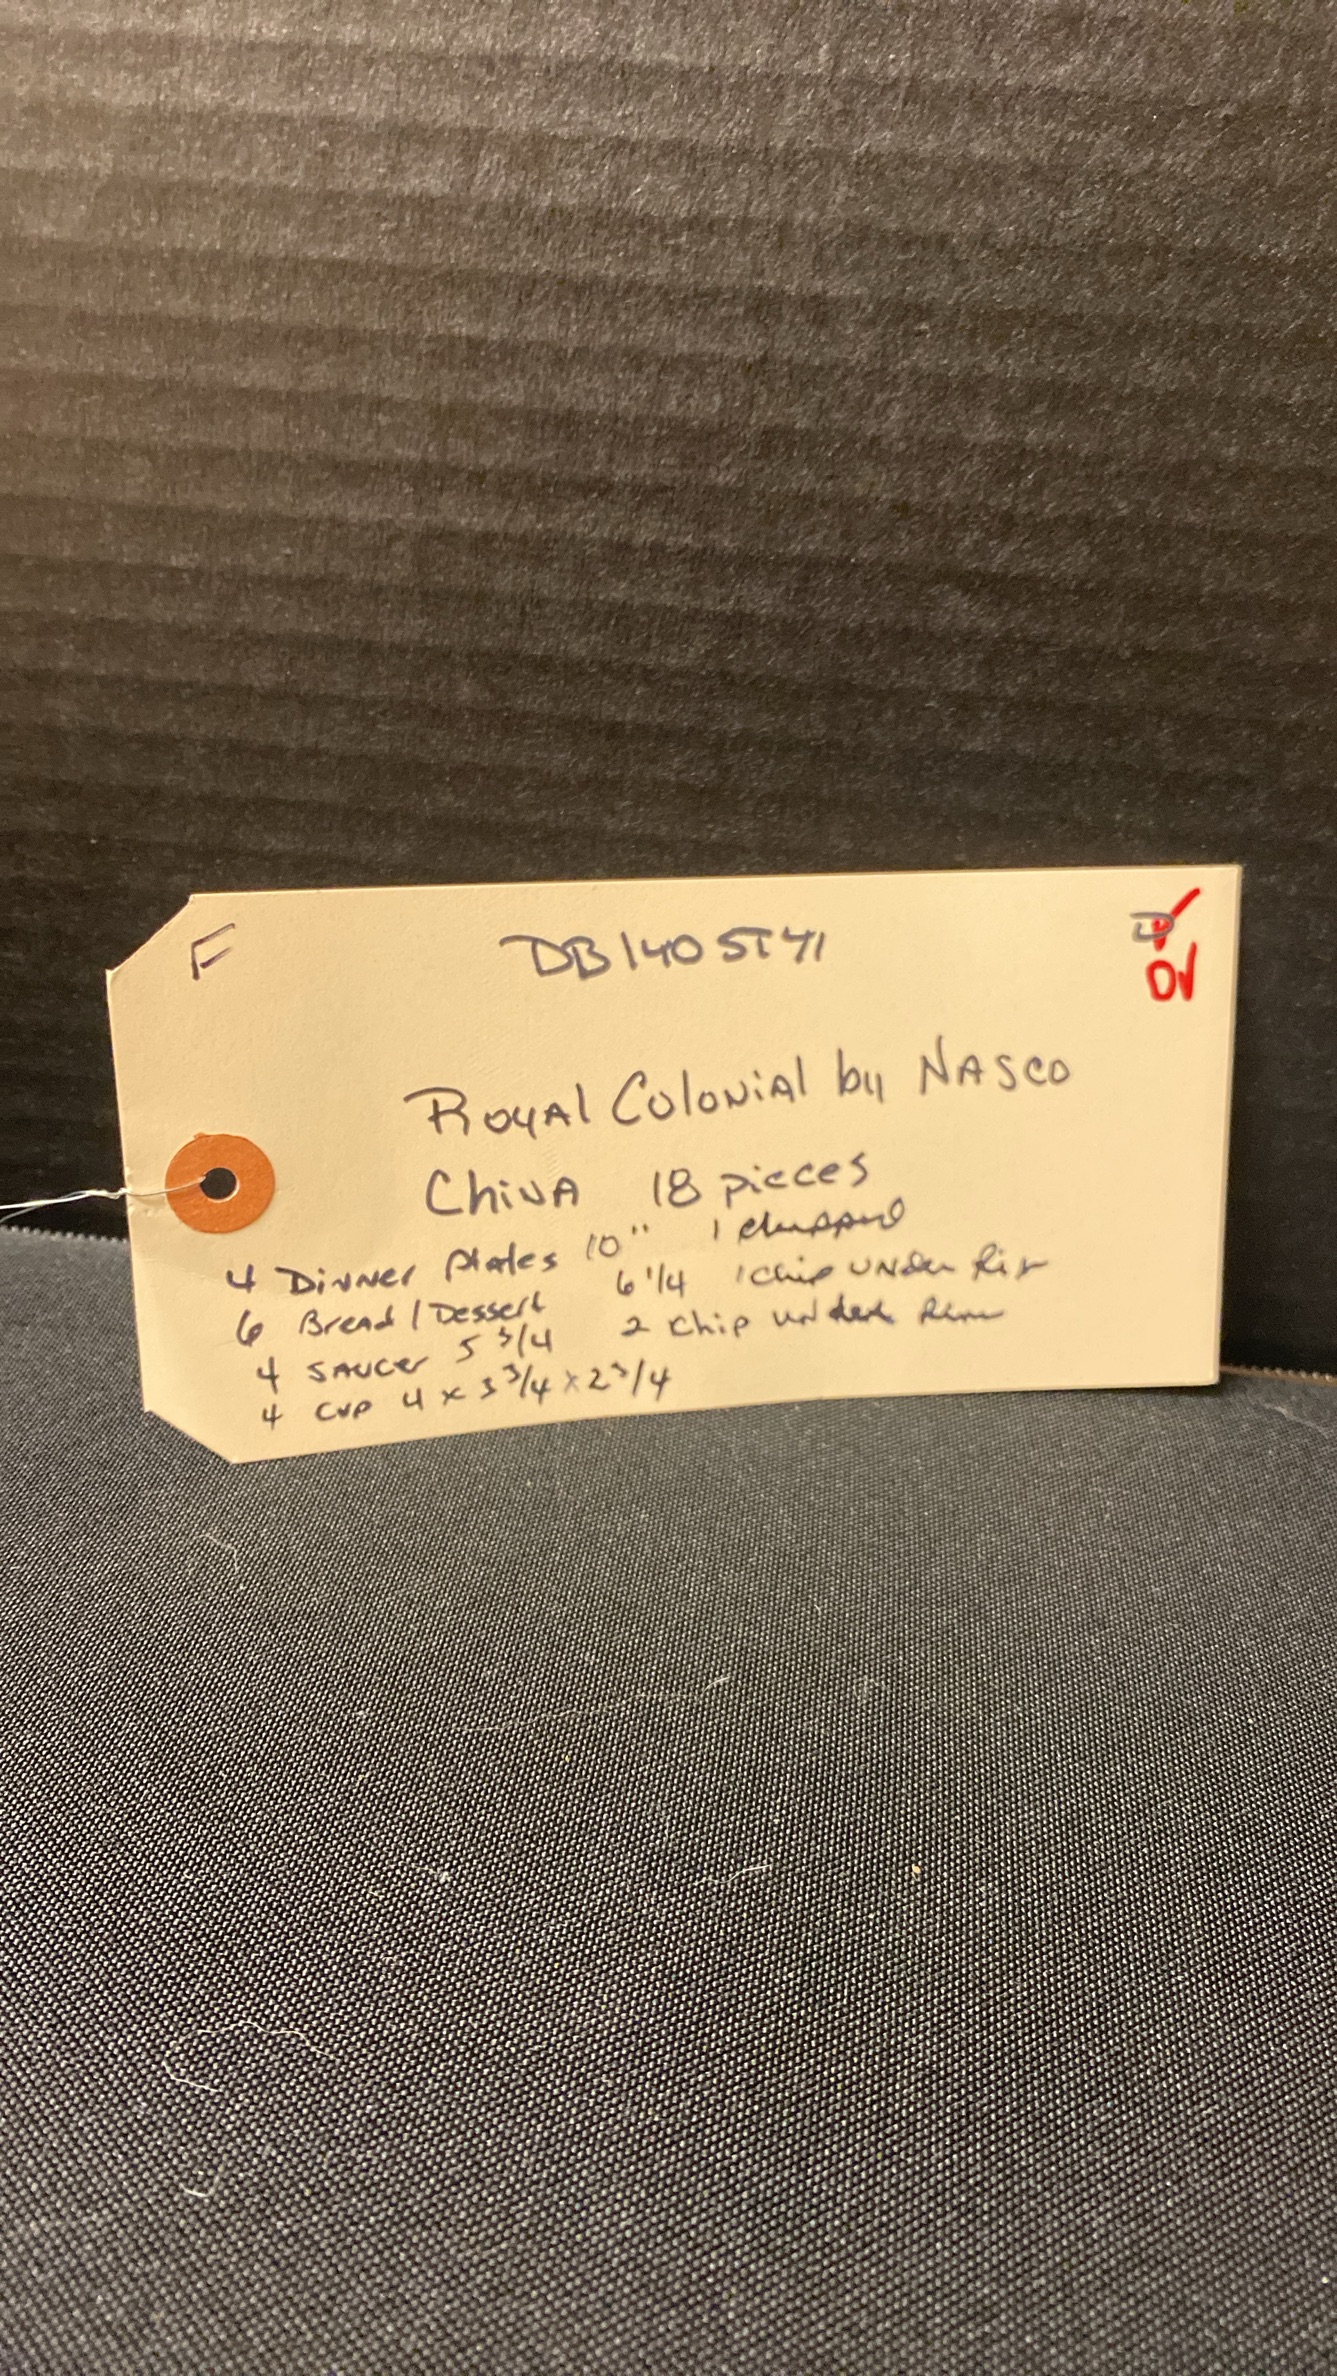 F DB140ST41 D
DV
Royal Colonial by NASCO
China 18 pieces
4 Dinner Plates 10" 1 chipped
6 Bread / Dessert 6 1/4 1 chip under Rim
4 Saucer 5 3/4 2 chip under Rim
4 Cup 4 x 3 3/4 x 2 3/4